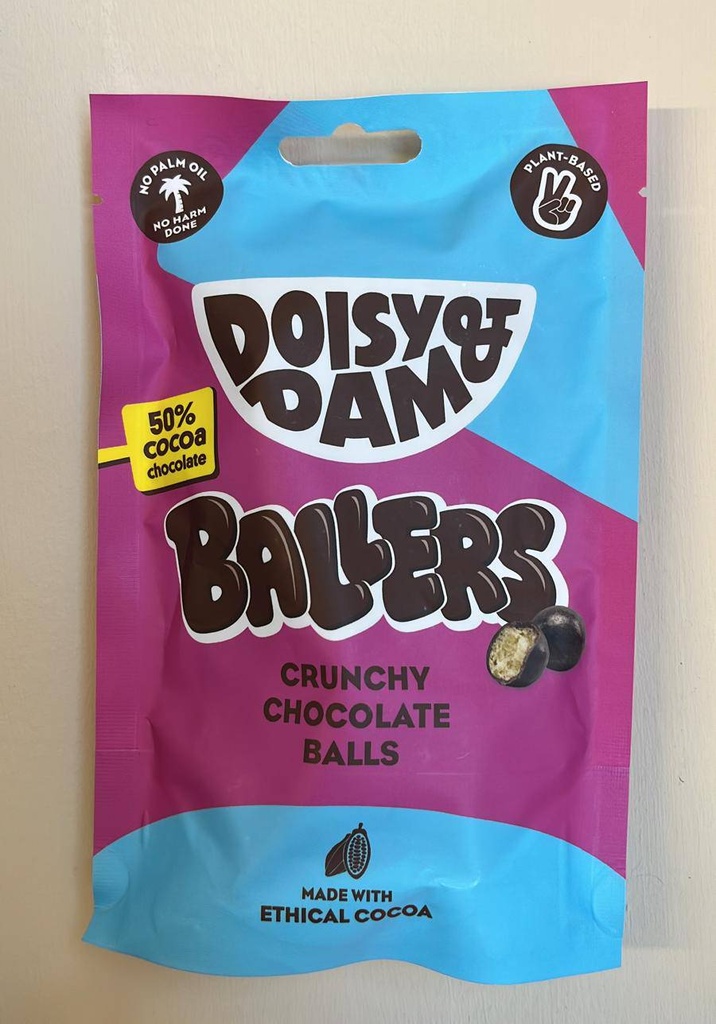 NO PALM OIL
NO HARM
DONE
PLANT-BASED
DOISY &
DAM
50%
cocoa
chocolate
BALLERS
CRUNCHY
CHOCOLATE
BALLS
MADE WITH
ETHICAL COCOA